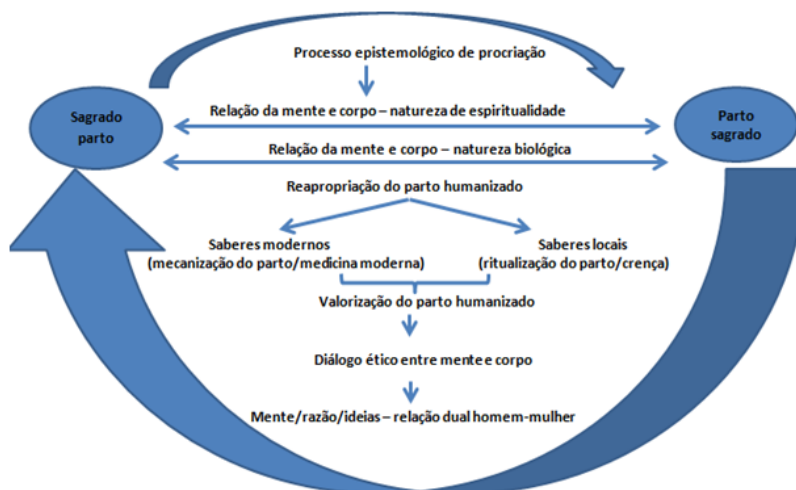 Processo epistemológico de procriação
Sagrado
parto
Relação da mente e corpo – natureza de espiritualidade
Parto
sagrado
Relação da mente e corpo – natureza biológica
Reapropriação do parto humanizado
Saberes modernos
(mecanização do parto/medicina moderna)
Saberes locais
(ritualização do parto/crença)
Valorização do parto humanizado
Diálogo ético entre mente e corpo
Mente/razão/ideias – relação dual homem-mulher